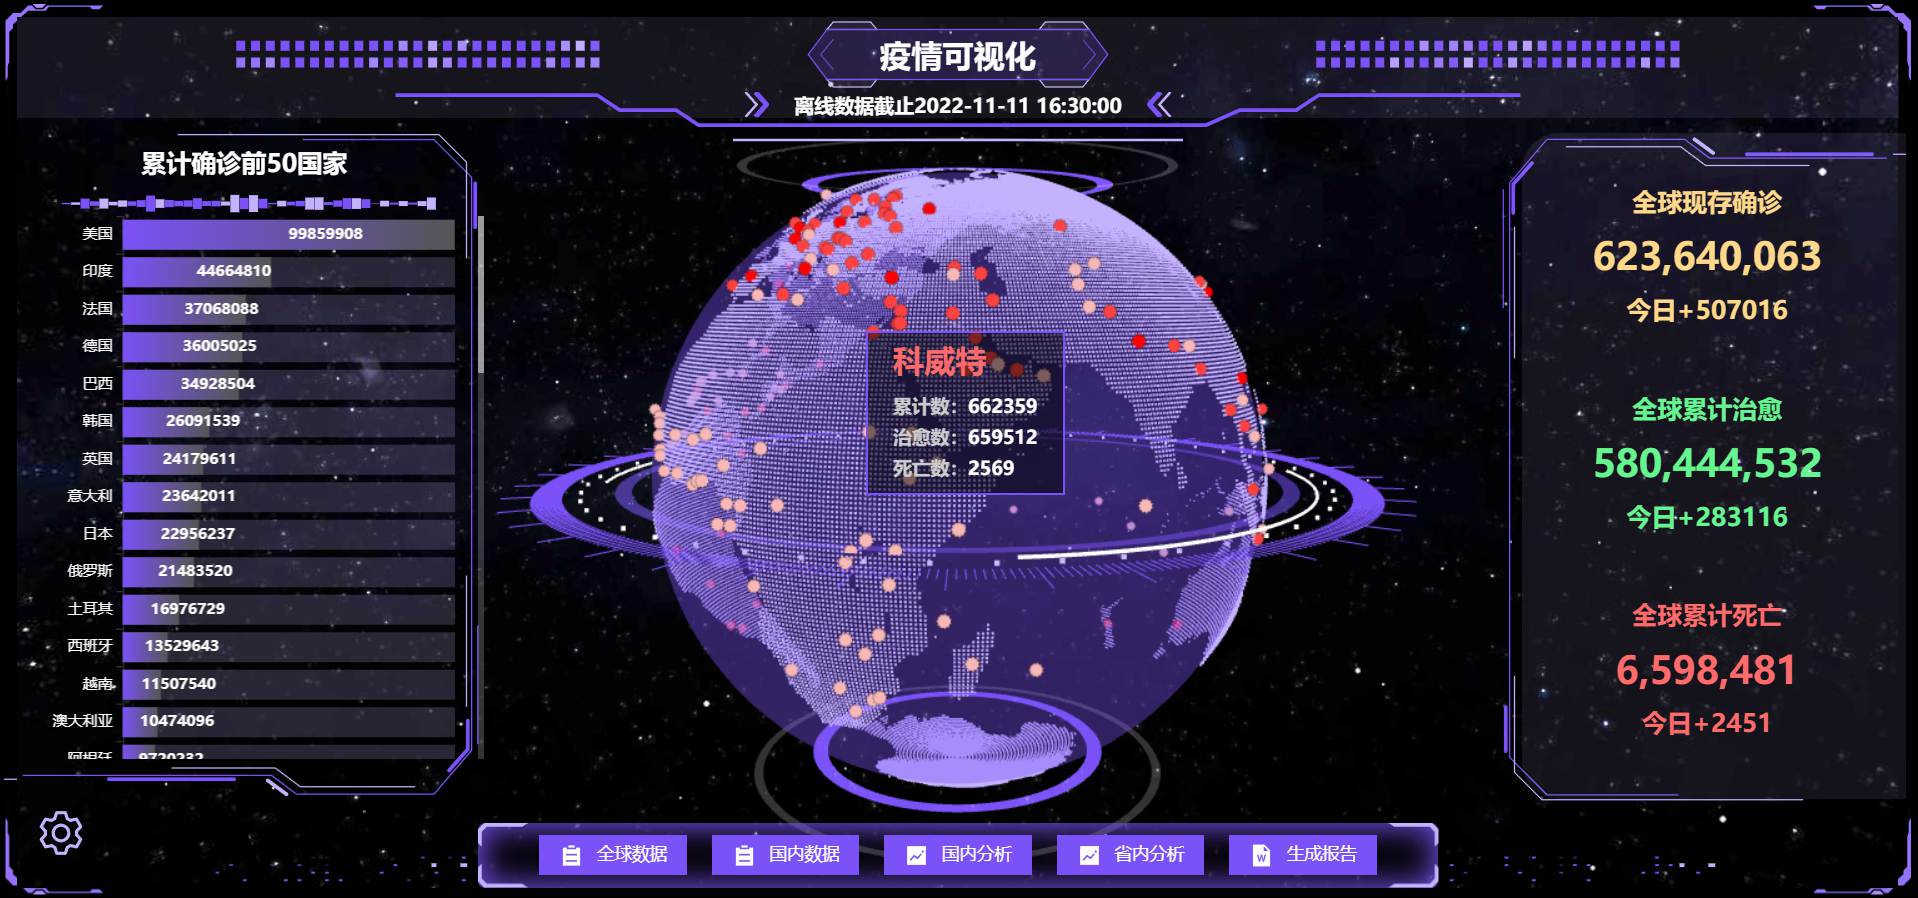 疫情可视化
离线数据截止2022-11-11 16:30:00
累计确诊前50国家
美国 99859908
印度 44664810
法国 37068088
德国 36005025
巴西 34928504
韩国 26091539
英国 24179611
意大利 23642011
日本 22956237
俄罗斯 21483520
土耳其 16976729
西班牙 13529643
越南 11507540
澳大利亚 10474096
阿根廷 9720232
科威特
累计数：662359
治愈数：659512
死亡数：2569
全球现存确诊
623,640,063
今日+507016
全球累计治愈
580,444,532
今日+283116
全球累计死亡
6,598,481
今日+2451
全球数据
国内数据
国内分析
省内分析
W 生成报告